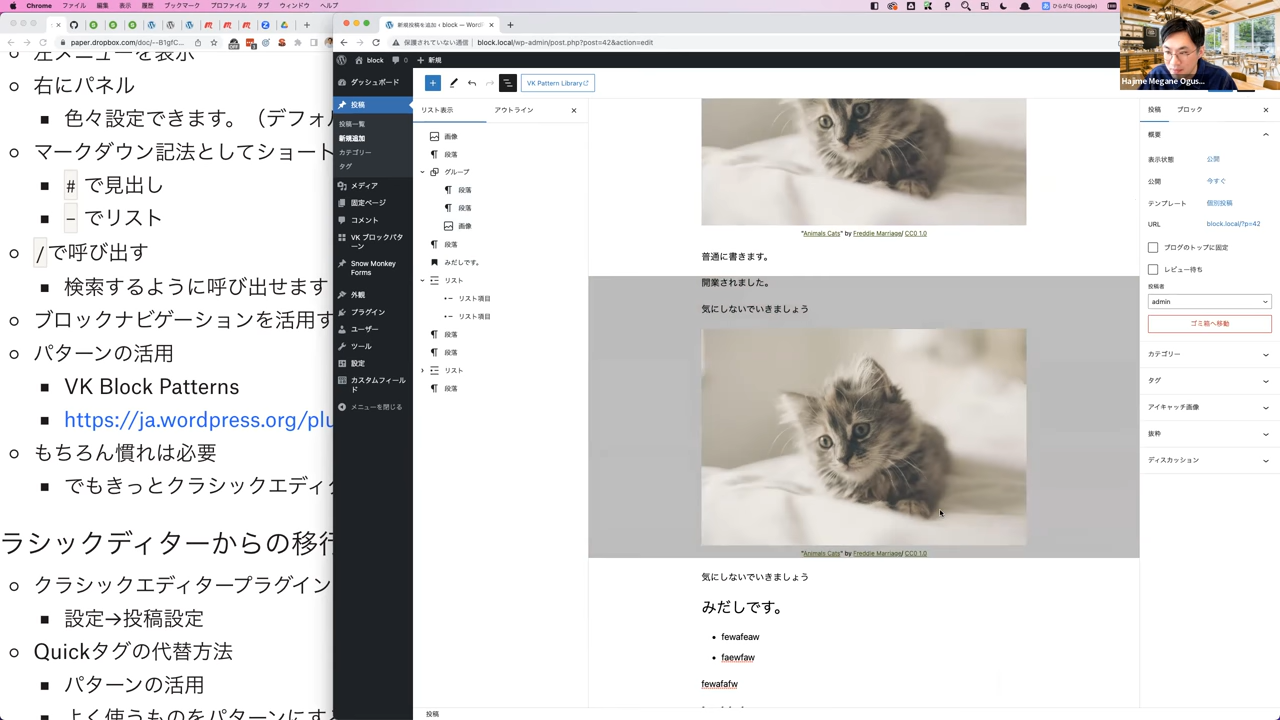 Chrome ファイル 編集 表示 履歴 ブックマーク プロファイル タブ ウィンドウ ヘルプ
あ ひらがな (Google)
paper.dropbox.com/doc/--B1gfC...
左メニューを表示
右にパネル
色々設定できます。（デフォル
マークダウン記法としてショート
# で見出し
- でリスト
/ で呼び出す
検索するように呼び出せます
ブロックナビゲーションを活用す
パターンの活用
VK Block Patterns
https://ja.wordpress.org/plu
もちろん慣れは必要
でもきっとクラシックエディタ
ラシックディターからの移行
クラシックエディタープラグイン
設定→投稿設定
Quickタグの代替方法
パターンの活用
よく使うものをパターンにする
新規投稿を追加 ‹ block — Word
保護されていない通信 block.local/wp-admin/post.php?post=42&action=edit
block 0 新規
ダッシュボード
投稿
投稿一覧
新規追加
カテゴリー
タグ
メディア
固定ページ
コメント
VK ブロックパターン
Snow Monkey Forms
外観
プラグイン
ユーザー
ツール
設定
カスタムフィールド
メニューを閉じる
VK Pattern Library
リスト表示 アウトライン
画像
段落
グループ
段落
段落
画像
段落
みだしです。
リスト
リスト項目
リスト項目
段落
段落
リスト
段落
"Animals Cats" by Freddie Marriage/ CC0 1.0
普通に書きます。
開業されました。
気にしないでいきましょう
"Animals Cats" by Freddie Marriage/ CC0 1.0
気にしないでいきましょう
みだしです。
fewafeaw
faewfaw
fewafafw
投稿
Hajime Megane Ogus...
投稿 ブロック
概要
表示状態 公開
公開 今すぐ
テンプレート 個別投稿
URL block.local/?p=42
ブログのトップに固定
レビュー待ち
投稿者
admin
ゴミ箱へ移動
カテゴリー
タグ
アイキャッチ画像
抜粋
ディスカッション